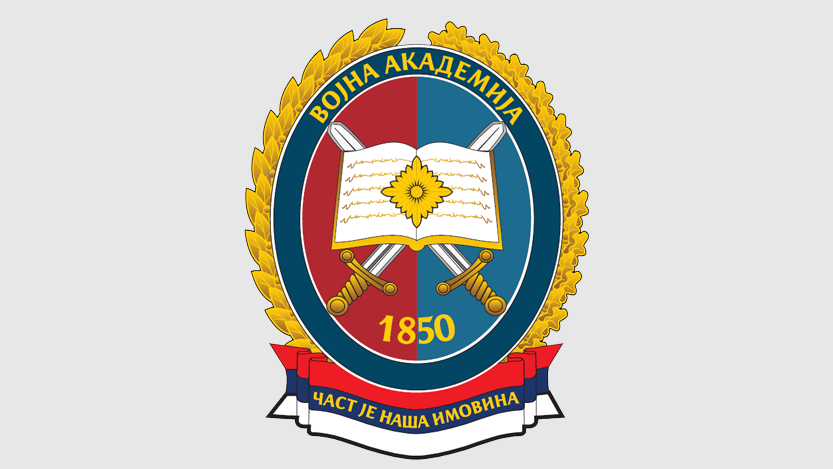 ВОЈНА АКАДЕМИЈА
1850
ЧАСТ ЈЕ НАША ИМОВИНА